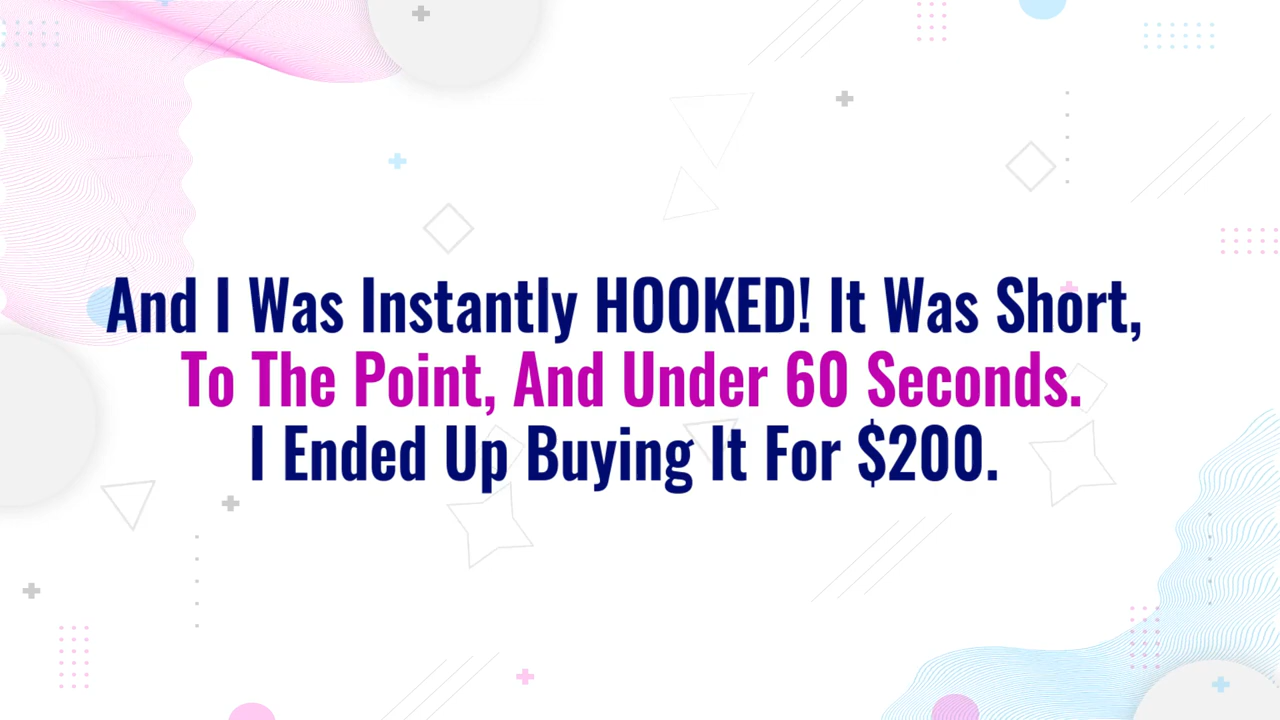 And I Was Instantly HOOKED! It Was Short,
To The Point, And Under 60 Seconds.
I Ended Up Buying It For $200.